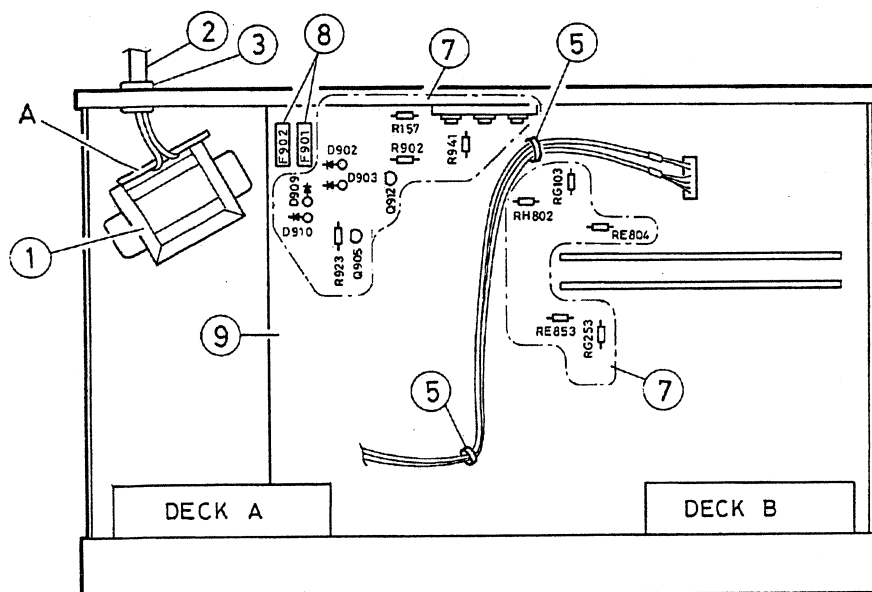 2
3
8
7
5
A
F902
F901
R157
R902
R941
D902
D903
D909
D910
Q912
R923
Q905
RG103
RH802
RE804
1
9
RE853
RG253
7
5
DECK A
DECK B